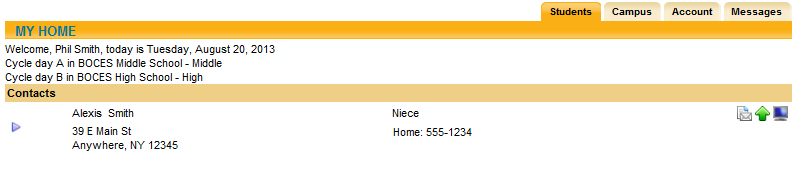 Students Campus Account Messages
MY HOME
Welcome, Phil Smith, today is Tuesday, August 20, 2013
Cycle day A in BOCES Middle School - Middle
Cycle day B in BOCES High School - High
Contacts
Alexis Smith Niece
39 E Main St Home: 555-1234
Anywhere, NY 12345